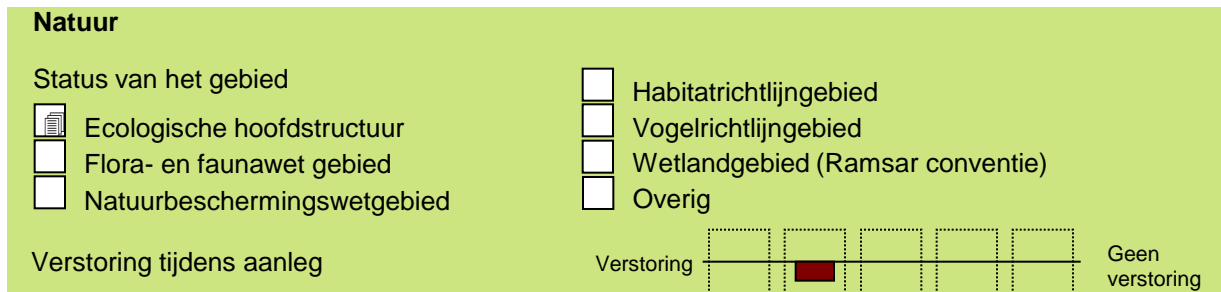 Natuur
Status van het gebied
Ecologische hoofdstructuur
Flora- en faunawet gebied
Natuurbeschermingswetgebied
Habitatrichtlijngebied
Vogelrichtlijngebied
Wetlandgebied (Ramsar conventie)
Overig
Verstoring tijdens aanleg
Verstoring
Geen
verstoring